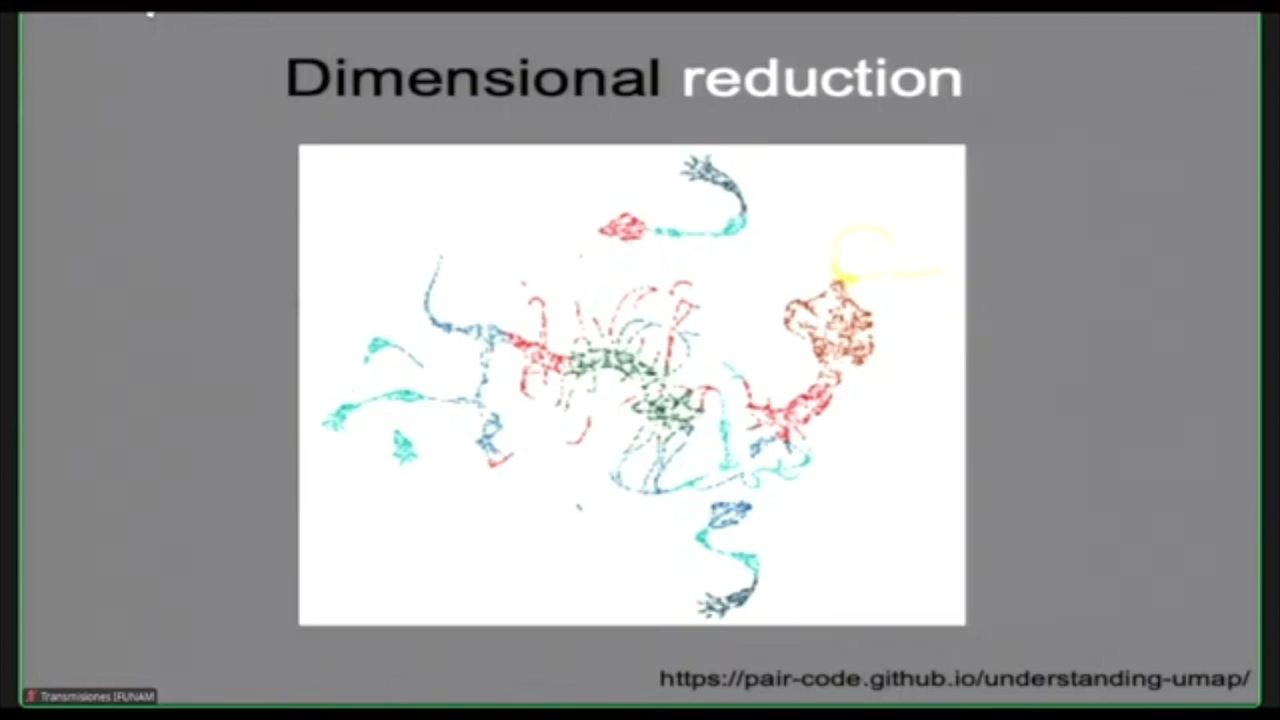 Dimensional reduction
https://pair-code.github.io/understanding-umap/
Transmisiones IFUNAM